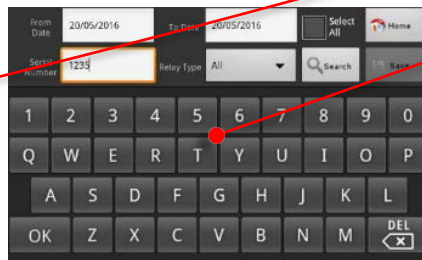 From Date 20/05/2016 To Date 20/05/2016 Select All Home
Serial Number 1235 Relay Type All Search Save
1 2 3 4 5 6 7 8 9 0
Q W E R T Y U I O P
A S D F G H J K L
OK Z X C V B N M DEL